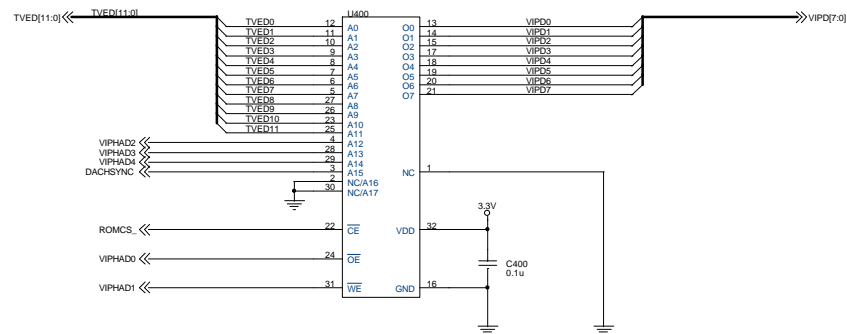 U400
TVED[11:0] TVED[11:0] VIPD[7:0]
TVED0 12 A0 O0 13 VIPD0
TVED1 11 A1 O1 14 VIPD1
TVED2 10 A2 O2 15 VIPD2
TVED3 9 A3 O3 17 VIPD3
TVED4 8 A4 O4 18 VIPD4
TVED5 7 A5 O5 19 VIPD5
TVED6 6 A6 O6 20 VIPD6
TVED7 5 A7 O7 21 VIPD7
TVED8 27 A8
TVED9 26 A9
TVED10 23 A10
TVED11 25 A11
VIPHAD2 4 A12
VIPHAD3 28 A13
VIPHAD4 29 A14
DACHSYNC 3 A15 NC 1
2 NC/A16
30 NC/A17
3.3V
ROMCS_ 22 CE VDD 32
VIPHAD0 24 OE
C400
0.1u
VIPHAD1 31 WE GND 16